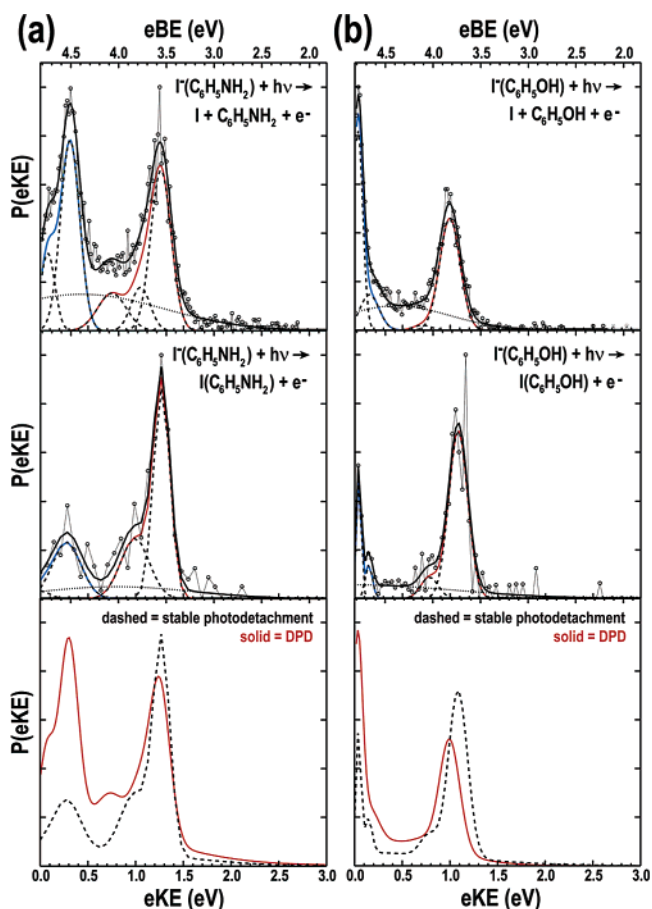 (a)
eBE (eV)
4.5 4.0 3.5 3.0 2.5 2.0
P(eKE)
I⁻(C₆H₅NH₂) + hν →
I + C₆H₅NH₂ + e-
P(eKE)
I⁻(C₆H₅NH₂) + hν →
I(C₆H₅NH₂) + e-
P(eKE)
dashed = stable photodetachment
solid = DPD
0.0 0.5 1.0 1.5 2.0 2.5 3.0
eKE (eV)
(b)
eBE (eV)
4.5 4.0 3.5 3.0 2.5 2.0
P(eKE)
I⁻(C₆H₅OH) + hν →
I + C₆H₅OH + e-
P(eKE)
I⁻(C₆H₅OH) + hν →
I(C₆H₅OH) + e-
P(eKE)
dashed = stable photodetachment
solid = DPD
0.0 0.5 1.0 1.5 2.0 2.5 3.0
eKE (eV)